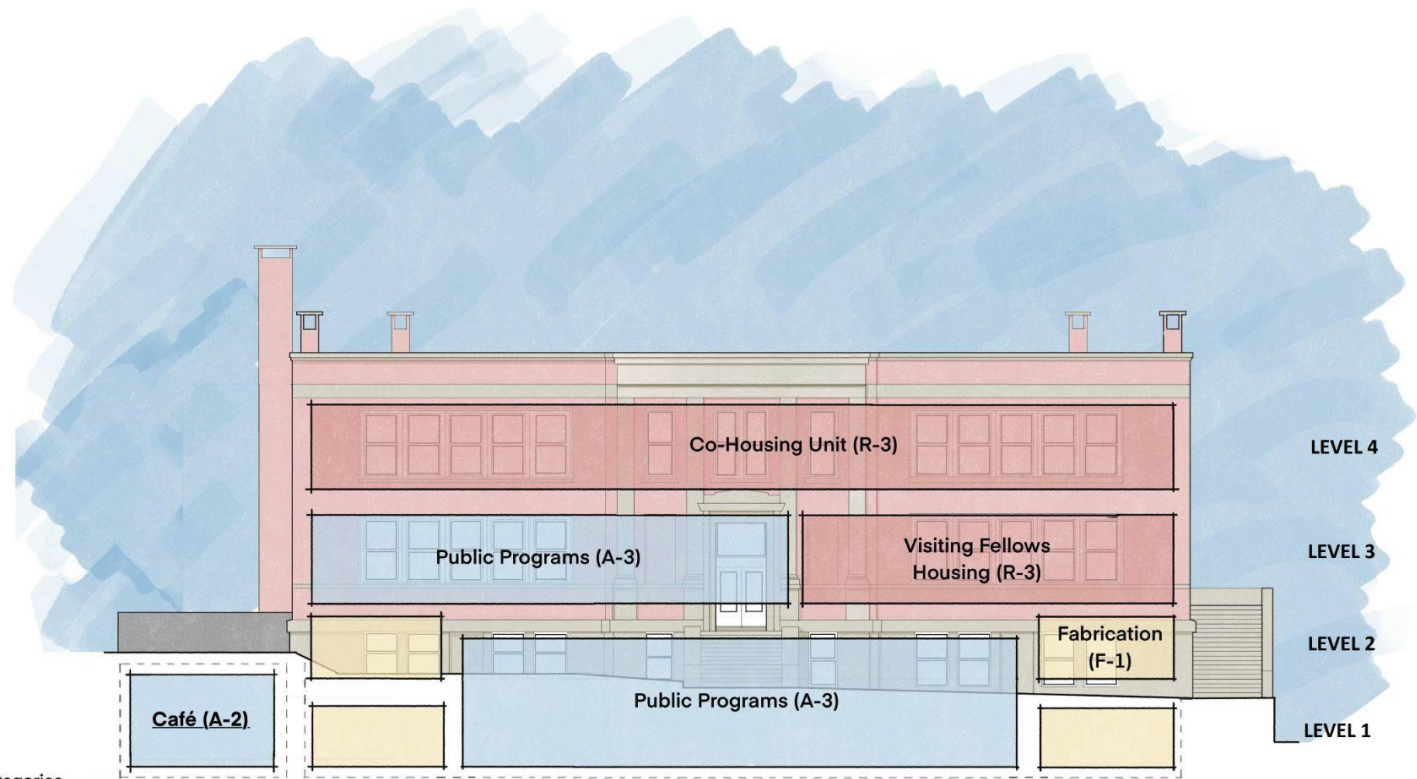 Co-Housing Unit (R-3)
LEVEL 4
Public Programs (A-3)
Visiting Fellows
Housing (R-3)
LEVEL 3
Fabrication
(F-1)
LEVEL 2
Public Programs (A-3)
Café (A-2)
LEVEL 1